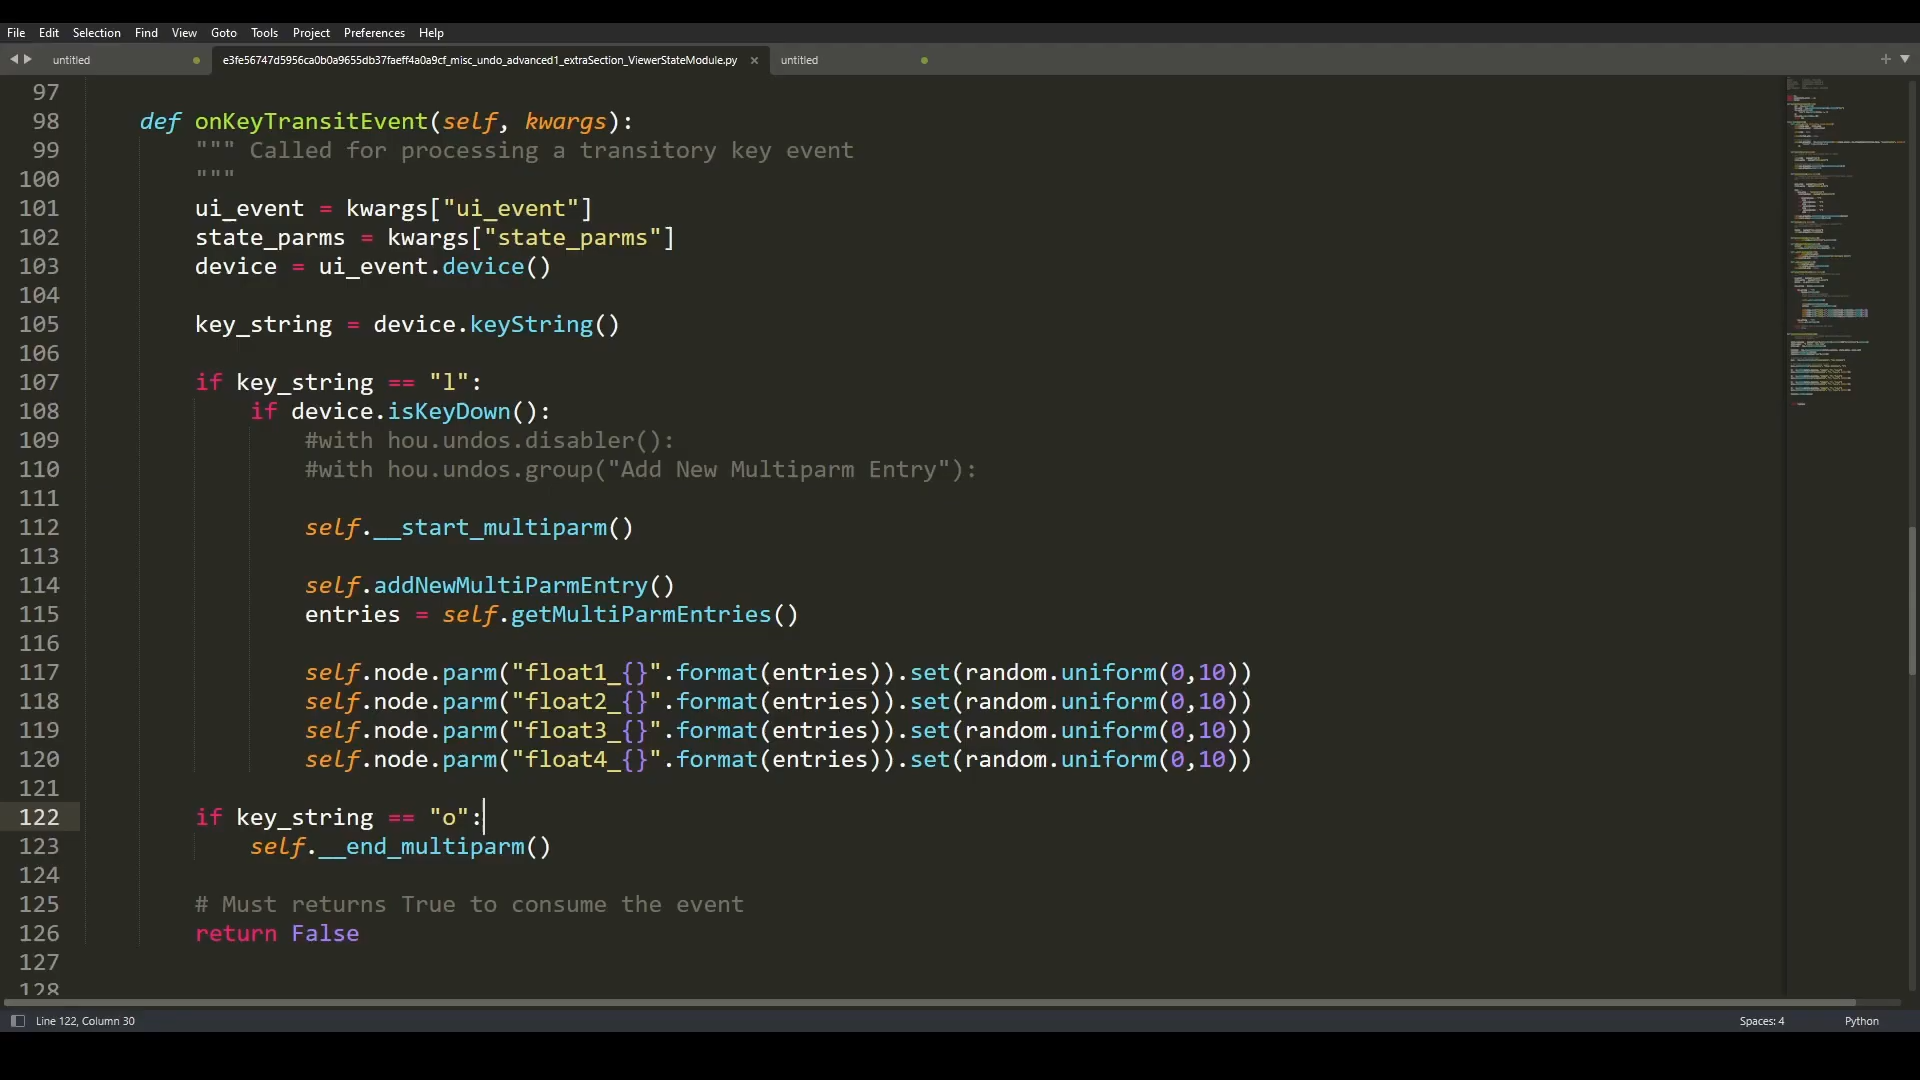 File Edit Selection Find View Goto Tools Project Preferences Help
untitled e3fe56747d5956ca0b0a9655db37faeff4a0a9cf_misc_undo_advanced1_extraSection_ViewerStateModule.py × untitled
97
98 def onKeyTransitEvent(self, kwargs):
99 """ Called for processing a transitory key event
100 """
101 ui_event = kwargs["ui_event"]
102 state_parms = kwargs["state_parms"]
103 device = ui_event.device()
104
105 key_string = device.keyString()
106
107 if key_string == "l":
108 if device.isKeyDown():
109 #with hou.undos.disabler():
110 #with hou.undos.group("Add New Multiparm Entry"):
111
112 self.__start_multiparm()
113
114 self.addNewMultiParmEntry()
115 entries = self.getMultiParmEntries()
116
117 self.node.parm("float1_{}".format(entries)).set(random.uniform(0,10))
118 self.node.parm("float2_{}".format(entries)).set(random.uniform(0,10))
119 self.node.parm("float3_{}".format(entries)).set(random.uniform(0,10))
120 self.node.parm("float4_{}".format(entries)).set(random.uniform(0,10))
121
122 if key_string == "o":
123 self.__end_multiparm()
124
125 # Must returns True to consume the event
126 return False
127
128
Line 122, Column 30 Spaces: 4 Python